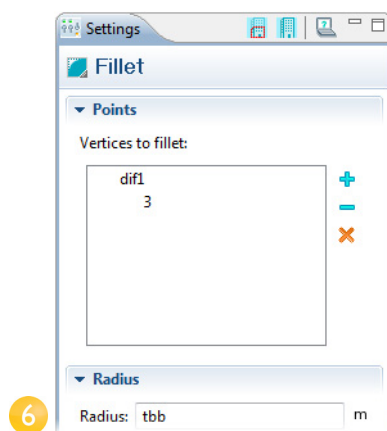 Settings
Fillet
Points
Vertices to fillet:
dif1
3
Radius
6
Radius: tbb m